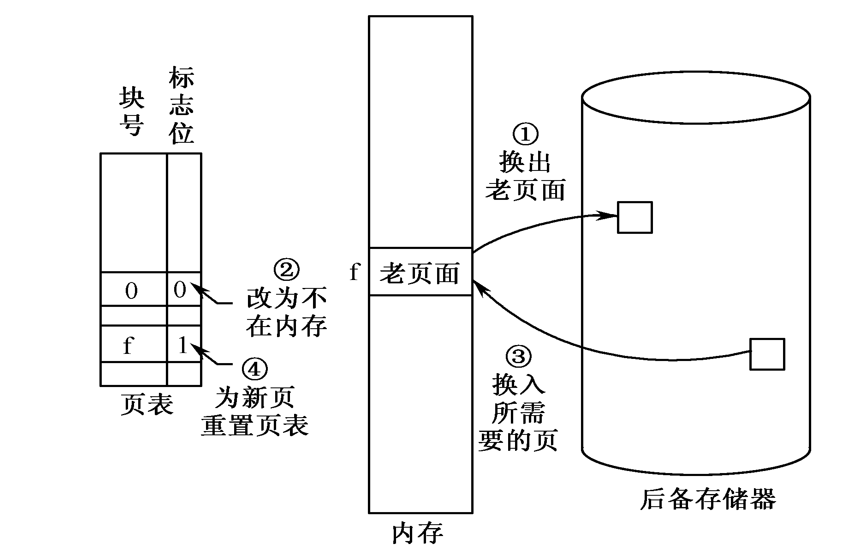 块号
标志位
0 0
f 1
页表
②
改为不
在内存
④
为新页
重置页表
f
老页面
内存
①
换出
老页面
③
换入
所需
要的页
后备存储器